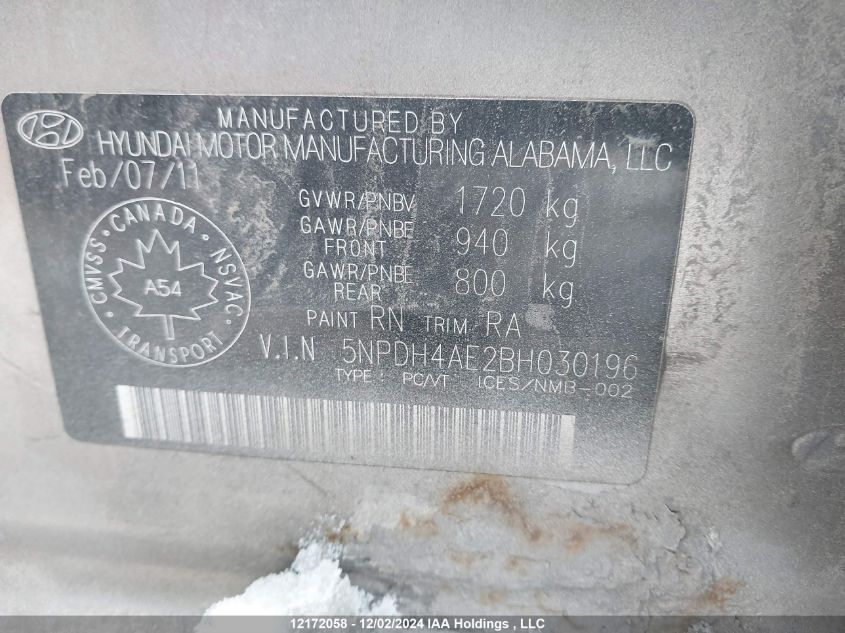 MANUFACTURED BY
HYUNDAI MOTOR MANUFACTURING ALABAMA, LLC
Feb/07/11
GVWR/PNBV 1720 kg
GAWR/PNBE
FRONT 940 kg
GAWR/PNBE
REAR 800 kg
PAINT RN TRIM RA
CANADA • NSVAC • TRANSPORT • CMVSS •
A54
V.I.N 5NPDH4AE2BH030196
TYPE : PC/VT ICES/NMB-002
12172058 - 12/02/2024 IAA Holdings , LLC